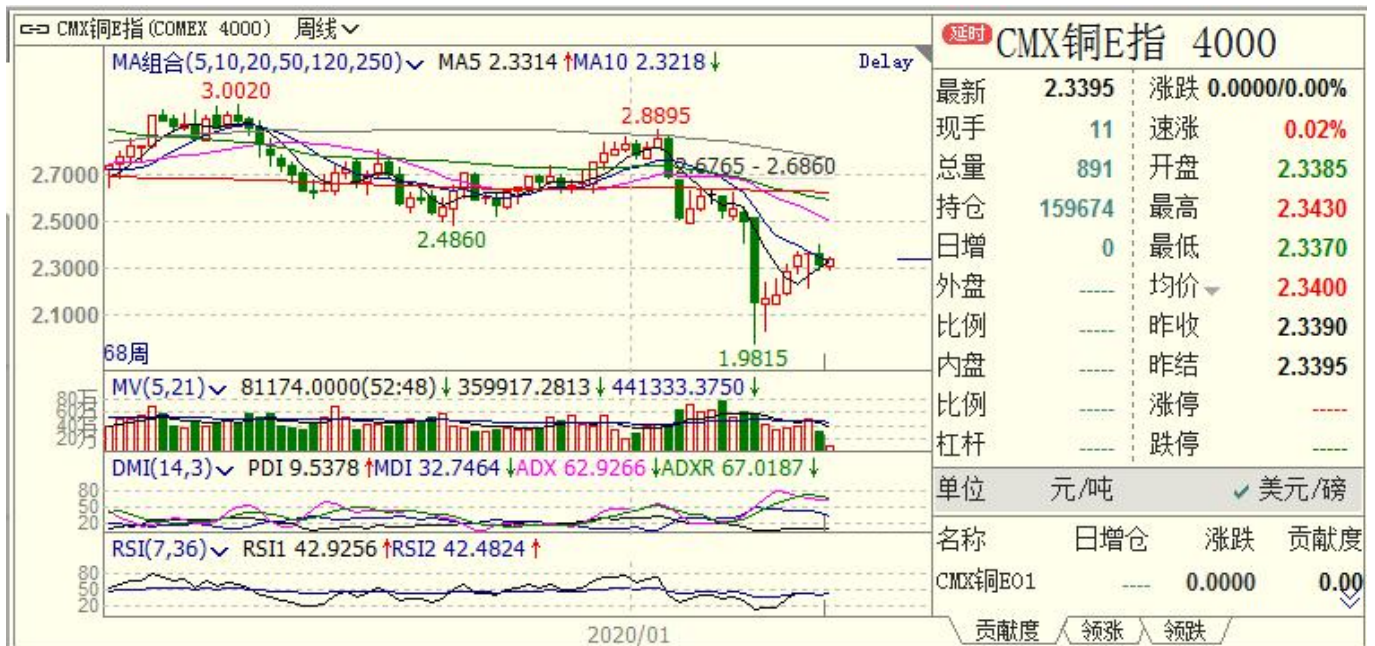 CMX铜E指(COMEX 4000) 周线
MA组合(5,10,20,50,120,250) MA5 2.3314 ↑MA10 2.3218↓ Delay
3.0020
2.8895
2.6765 - 2.6860
2.7000
2.5000
2.4860
2.3000
2.1000
68周
1.9815
MV(5,21) 81174.0000(52:48)↓ 359917.2813↓ 441333.3750↓
80万
60万
40万
20万
DMI(14,3) PDI 9.5378 ↑MDI 32.7464 ↓ADX 62.9266 ↓ADXR 67.0187 ↓
80
50
20
RSI(7,36) RSI1 42.9256 ↑RSI2 42.4824 ↑
80
50
20
2020/01
延时 CMX铜E指 4000
最新 2.3395 涨跌 0.0000/0.00%
现手 11 速涨 0.02%
总量 891 开盘 2.3385
持仓 159674 最高 2.3430
日增 0 最低 2.3370
外盘 ----- 均价 2.3400
比例 ----- 昨收 2.3390
内盘 ----- 昨结 2.3395
比例 ----- 涨停 -----
杠杆 ----- 跌停 -----
单位 元/吨 ✓ 美元/磅
名称 日增仓 涨跌 贡献度
CMX铜E01 ---- 0.0000 0.00
贡献度 领涨 领跌